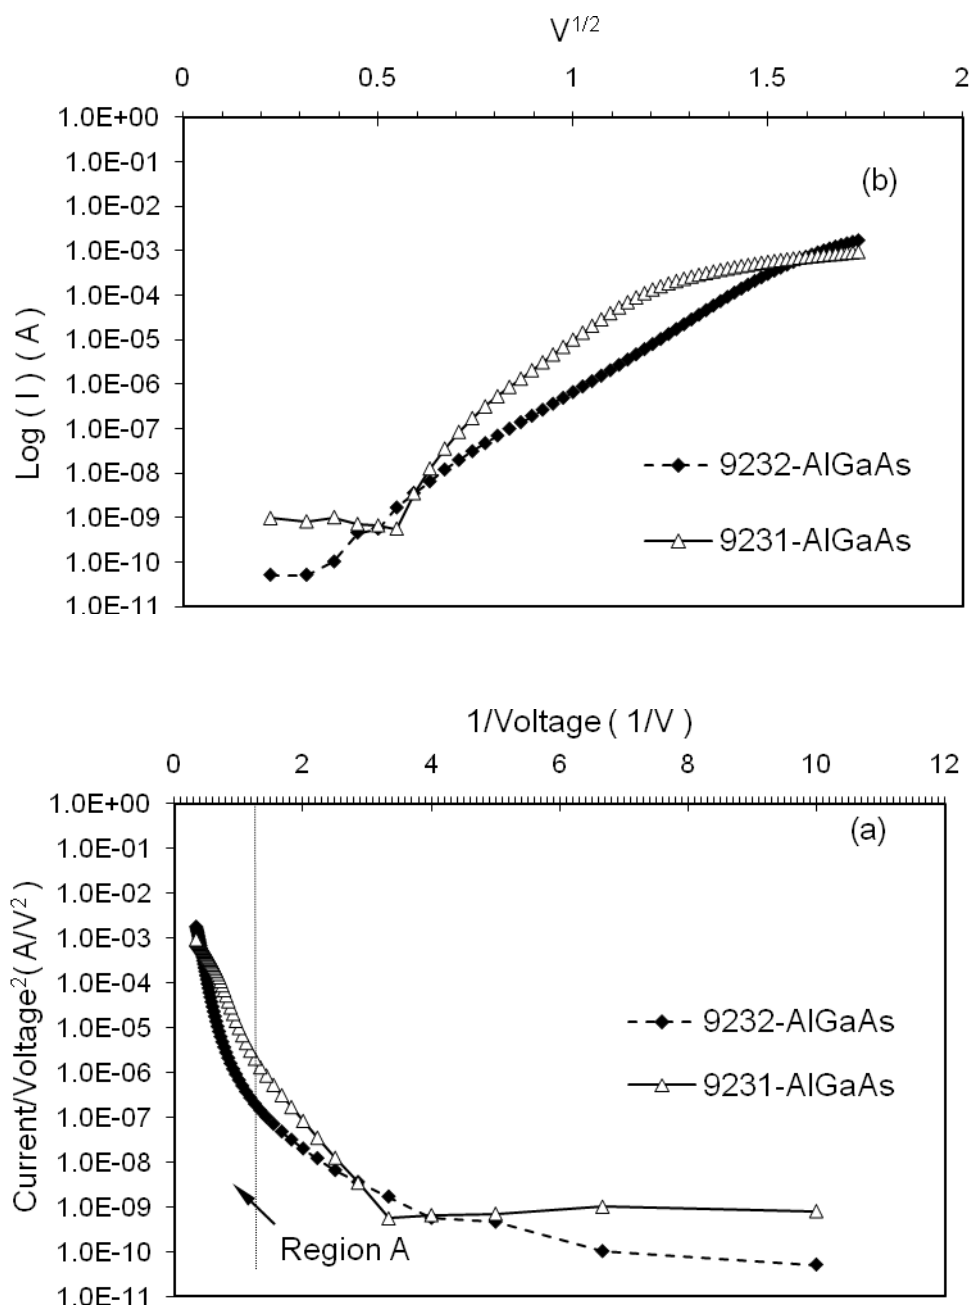 V1/2
0 0.5 1 1.5 2
1.0E+00
1.0E-01
1.0E-02
1.0E-03
1.0E-04
1.0E-05
1.0E-06
1.0E-07
1.0E-08
1.0E-09
1.0E-10
1.0E-11
Log ( I ) ( A )
(b)
9232-AlGaAs
9231-AlGaAs
1/Voltage ( 1/V )
0 2 4 6 8 10 12
1.0E+00
1.0E-01
1.0E-02
1.0E-03
1.0E-04
1.0E-05
1.0E-06
1.0E-07
1.0E-08
1.0E-09
1.0E-10
1.0E-11
Current/Voltage2( A/V2)
(a)
9232-AlGaAs
9231-AlGaAs
Region A